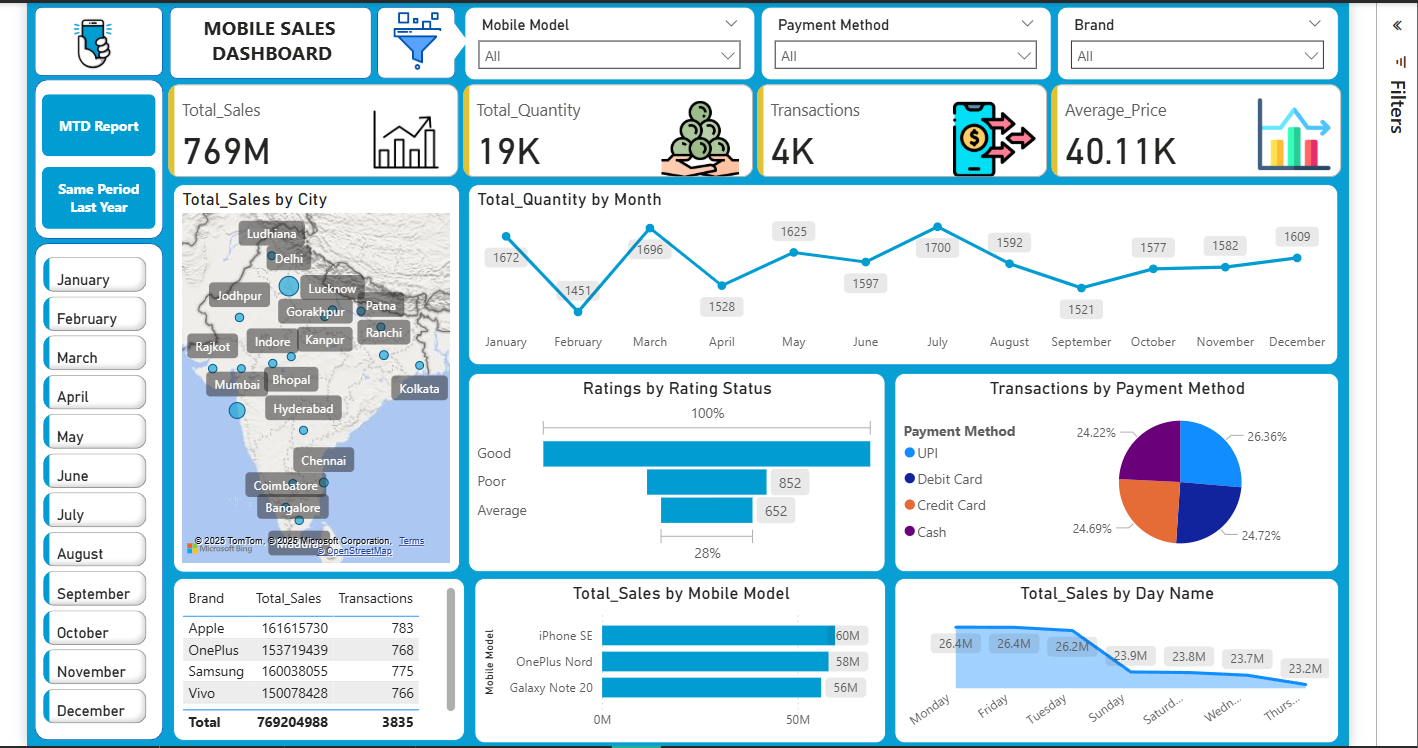 MOBILE SALES
DASHBOARD
Mobile Model
All
Payment Method
All
Brand
All
Filters
MTD Report
Same Period
Last Year
Total_Sales
769M
Total_Quantity
19K
Transactions
4K
Average_Price
40.11K
January
February
March
April
May
June
July
August
September
October
November
December
Total_Sales by City
Ludhiana
Delhi
Lucknow
Jodhpur
Gorakhpur
Patna
Ranchi
Rajkot
Indore
Kanpur
Mumbai
Bhopal
Kolkata
Hyderabad
Chennai
Coimbatore
Bangalore
© 2025 TomTom, © 2025 Microsoft Corporation, Terms
Microsoft Bing
© OpenStreetMap
Total_Quantity by Month
1672
1451
1696
1528
1625
1597
1700
1592
1521
1577
1582
1609
January February March April May June July August September October November December
Ratings by Rating Status
100%
Good
Poor
852
Average
652
28%
Transactions by Payment Method
Payment Method
UPI
Debit Card
Credit Card
Cash
24.22%
26.36%
24.69%
24.72%
Brand Total_Sales Transactions
Apple 161615730 783
OnePlus 153719439 768
Samsung 160038055 775
Vivo 150078428 766
Total 769204988 3835
Total_Sales by Mobile Model
Mobile Model
iPhone SE 60M
OnePlus Nord 58M
Galaxy Note 20 56M
0M 50M
Total_Sales by Day Name
26.4M 26.4M 26.2M 23.9M 23.8M 23.7M 23.2M
Monday Friday Tuesday Sunday Saturd... Wedn... Thurs...